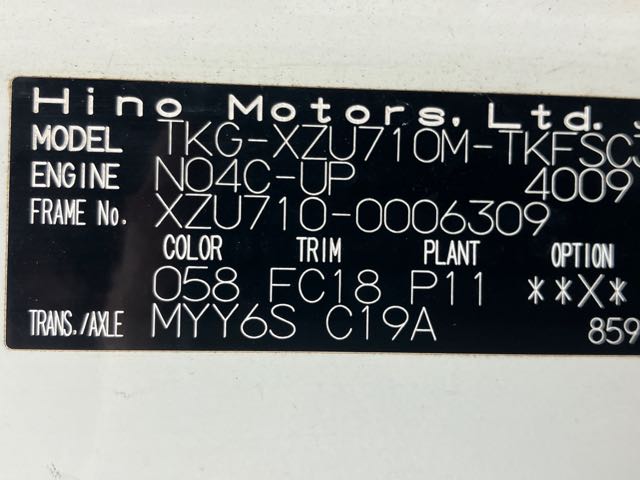 Hino Motors, Ltd.
MODEL TKG-XZU710M-TKFSC
ENGINE N04C-UP 4009
FRAME No. XZU710-0006309
COLOR TRIM PLANT OPTION
058 FC18 P11 **X*
TRANS./AXLE MYY6S C19A 859